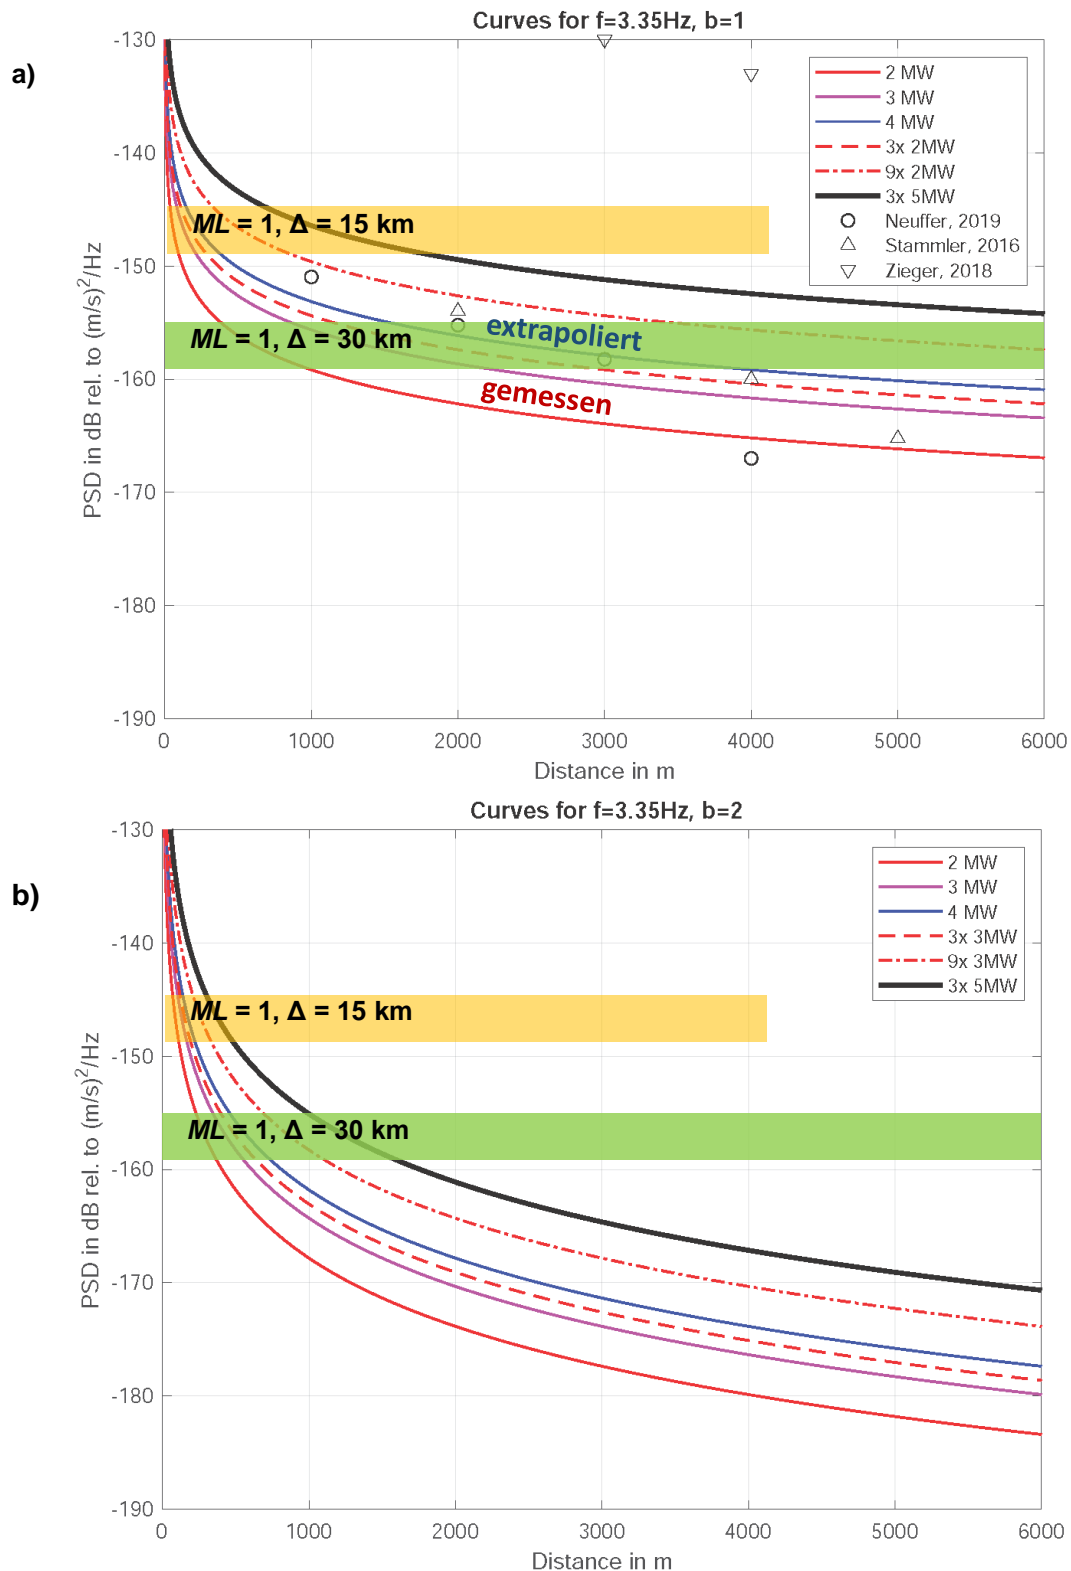 Curves for f=3.35Hz, b=1
a)
-130
-140
-150
-160
-170
-180
-190
PSD in dB rel. to (m/s)²/Hz
2 MW
3 MW
4 MW
3x 2MW
9x 2MW
3x 5MW
Neuffer, 2019
Stammler, 2016
Zieger, 2018
ML = 1, Δ = 15 km
ML = 1, Δ = 30 km
extrapoliert
gemessen
0 1000 2000 3000 4000 5000 6000
Distance in m
Curves for f=3.35Hz, b=2
b)
-130
-140
-150
-160
-170
-180
-190
PSD in dB rel. to (m/s)²/Hz
2 MW
3 MW
4 MW
3x 3MW
9x 3MW
3x 5MW
ML = 1, Δ = 15 km
ML = 1, Δ = 30 km
0 1000 2000 3000 4000 5000 6000
Distance in m